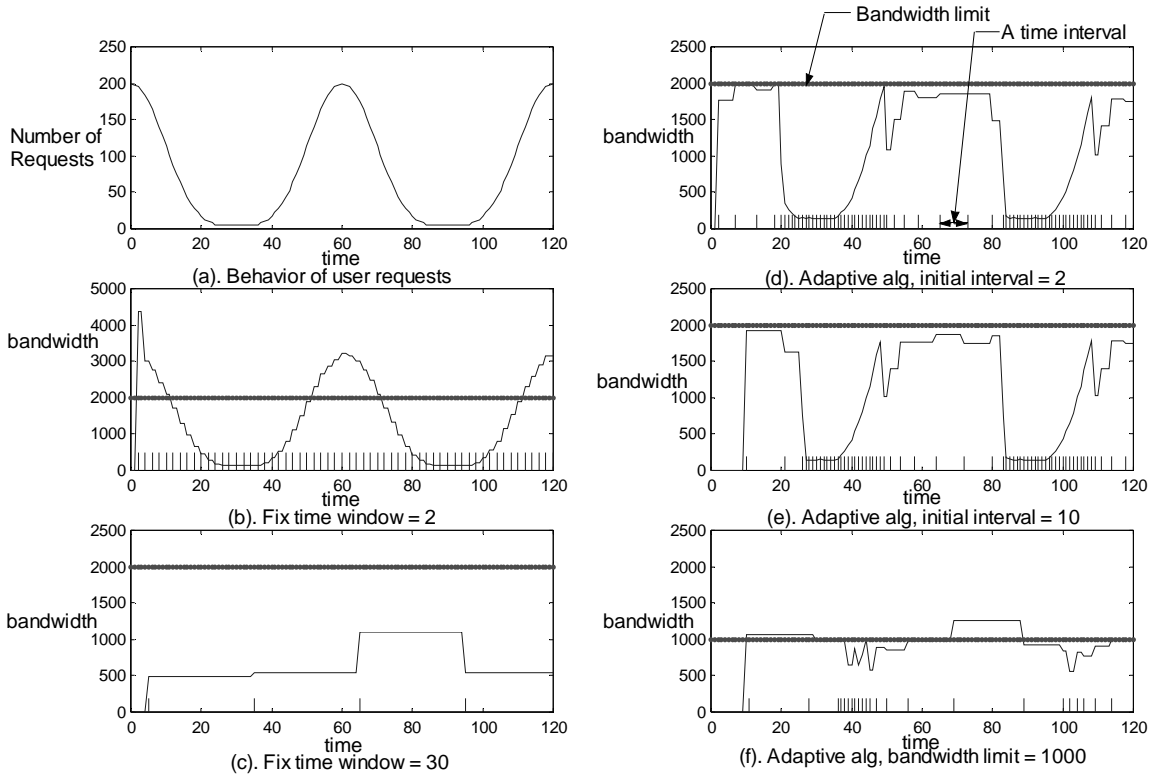 250
200
150
100
50
0
Number of
Requests
0 20 40 60 80 100 120
time
(a). Behavior of user requests
5000
4000
3000
2000
1000
0
bandwidth
0 20 40 60 80 100 120
time
(b). Fix time window = 2
2500
2000
1500
1000
500
0
bandwidth
0 20 40 60 80 100 120
time
(c). Fix time window = 30
Bandwidth limit
A time interval
2500
2000
1500
1000
500
0
bandwidth
0 20 40 60 80 100 120
time
(d). Adaptive alg, initial interval = 2
2500
2000
1500
1000
500
0
bandwidth
0 20 40 60 80 100 120
time
(e). Adaptive alg, initial interval = 10
2500
2000
1500
1000
500
0
bandwidth
0 20 40 60 80 100 120
time
(f). Adaptive alg, bandwidth limit = 1000